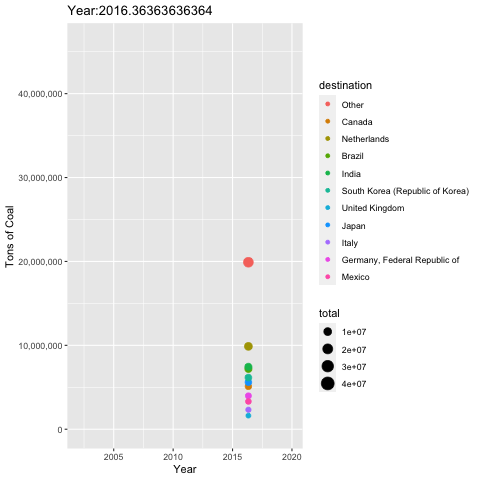 Year:2016.36363636364
Tons of Coal
40,000,000
30,000,000
20,000,000
10,000,000
0
2005
2010
2015
2020
Year
destination
Other
Canada
Netherlands
Brazil
India
South Korea (Republic of Korea)
United Kingdom
Japan
Italy
Germany, Federal Republic of
Mexico
total
1e+07
2e+07
3e+07
4e+07